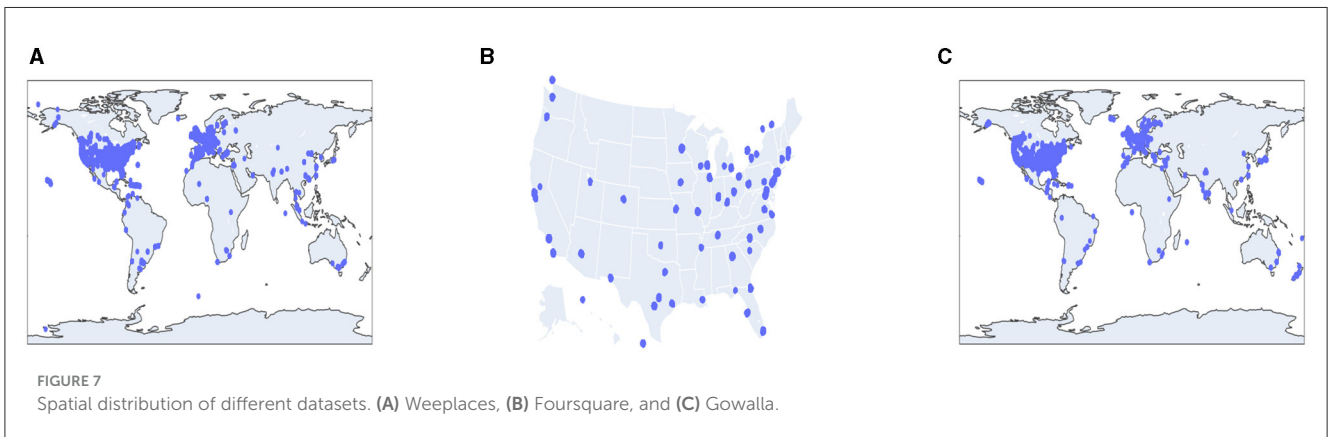 A
B
C
FIGURE 7
Spatial distribution of different datasets. (A) Weeplaces, (B) Foursquare, and (C) Gowalla.